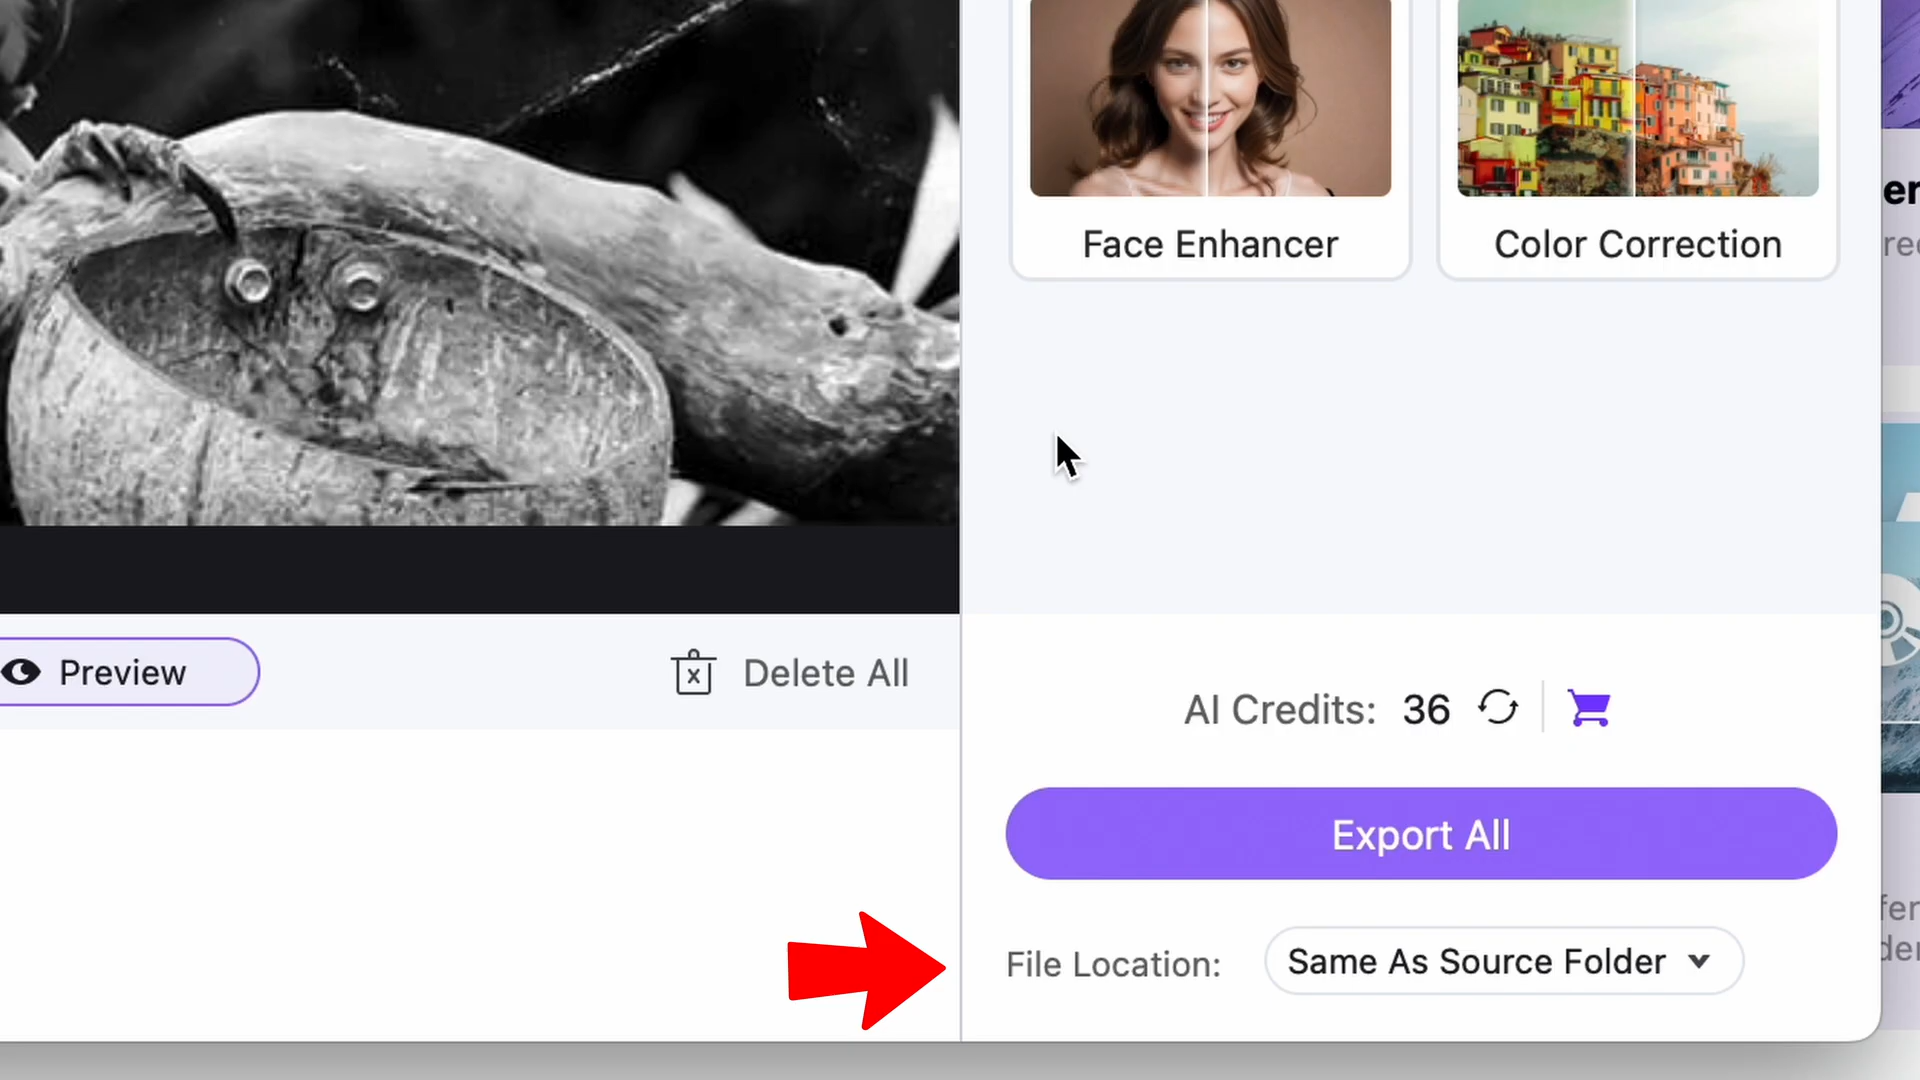 Face Enhancer
Color Correction
Preview
Delete All
AI Credits: 36
Export All
File Location: Same As Source Folder